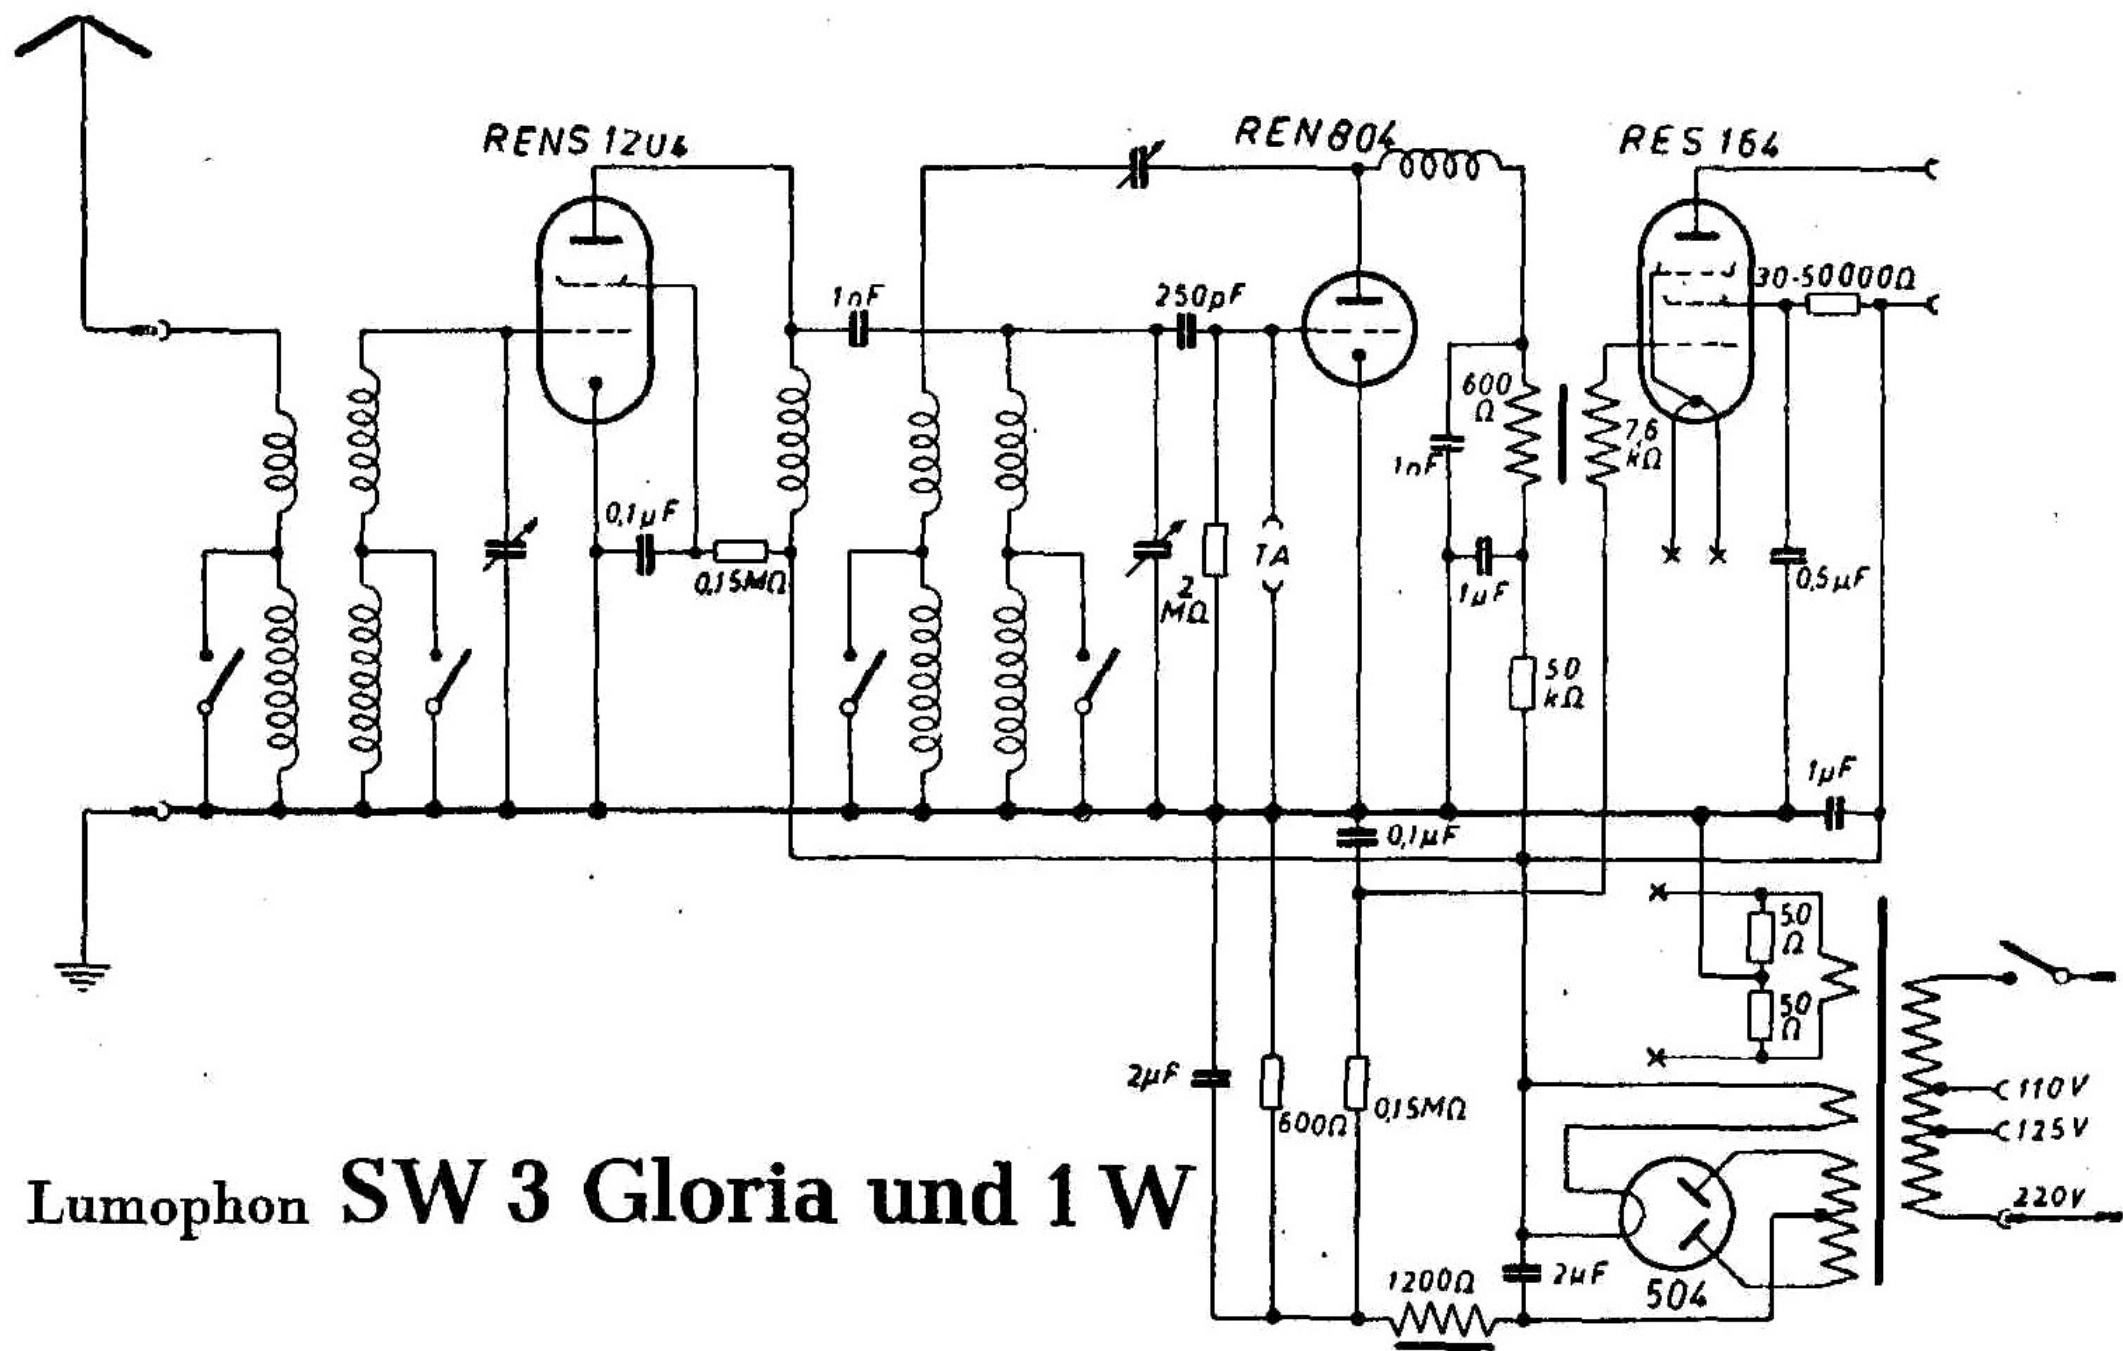 RENS 12U4
REN 804
RES 164
1nF
250pF
30-50000Ω
600
Ω
7,6
kΩ
1nF
0,1µF
0,15MΩ
TA
2
MΩ
1µF
0,5µF
50
kΩ
1µF
0,1µF
50
Ω
50
Ω
2µF
600Ω
0,15MΩ
110V
125V
220V
Lumophon SW 3 Gloria und 1 W
1200Ω
2µF
504